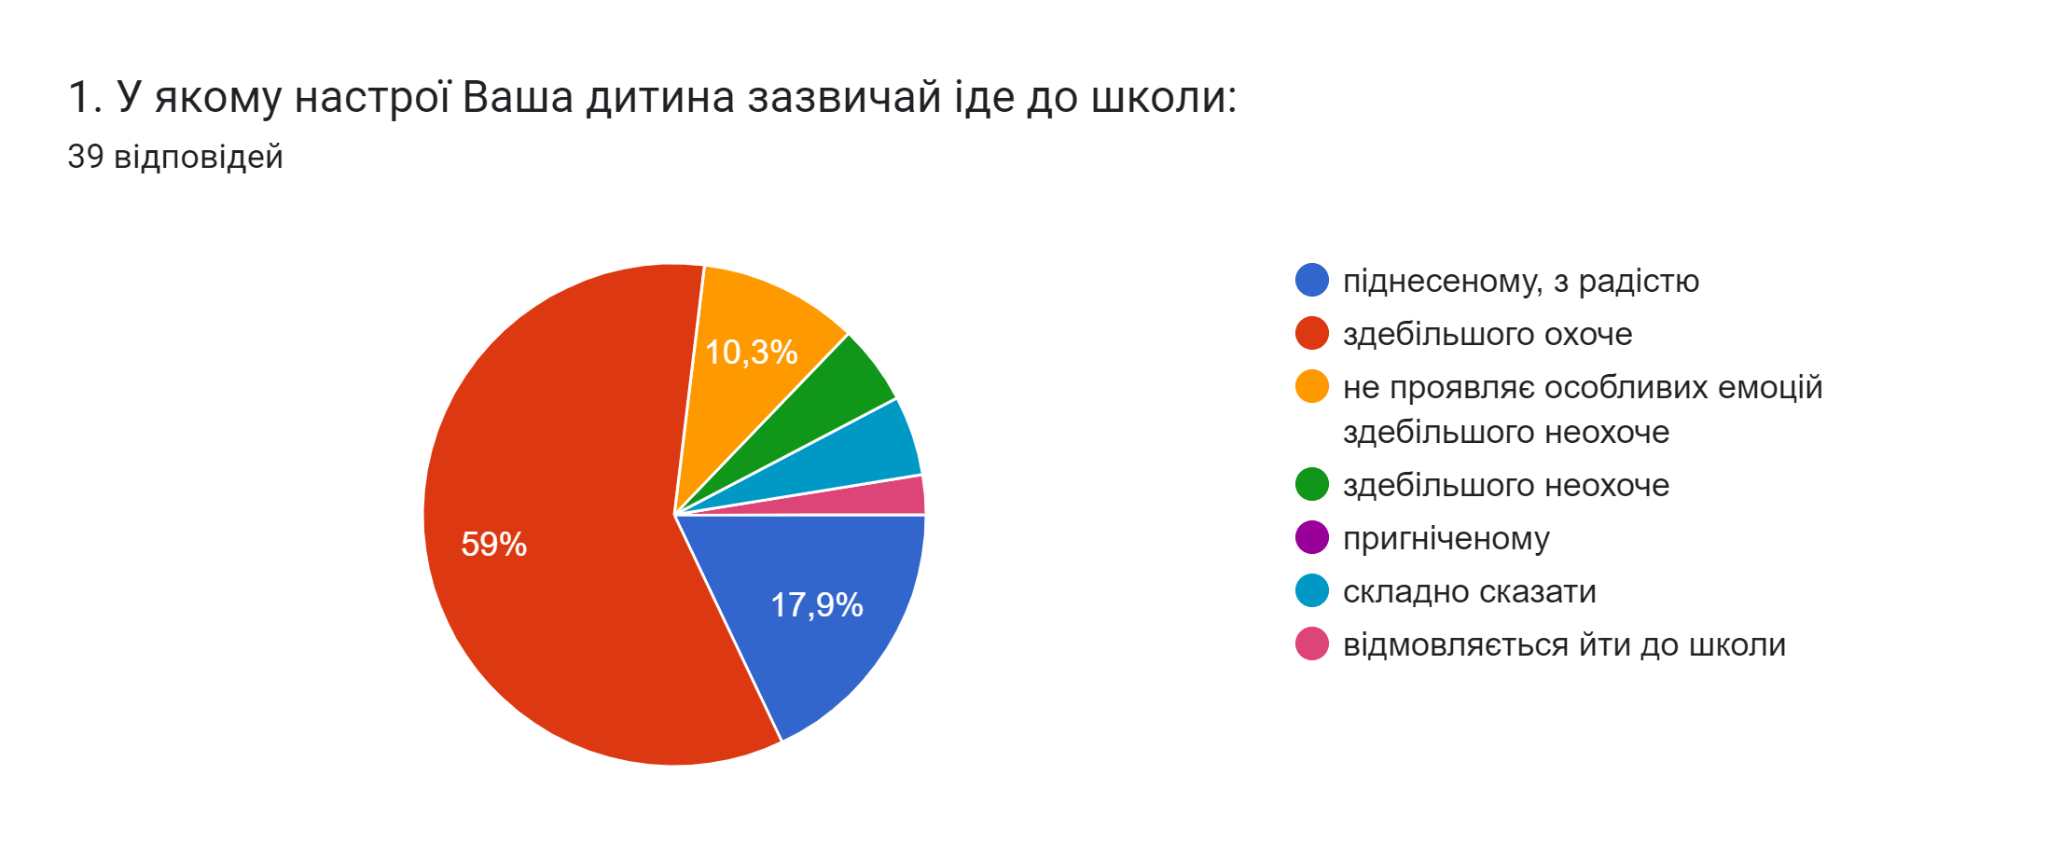 1. У якому настрої Ваша дитина зазвичай іде до школи:
39 відповідей
піднесеному, з радістю
здебільшого охоче
не проявляє особливих емоцій
здебільшого неохоче
здебільшого неохоче
пригніченому
складно сказати
відмовляється йти до школи
10,3%
59%
17,9%